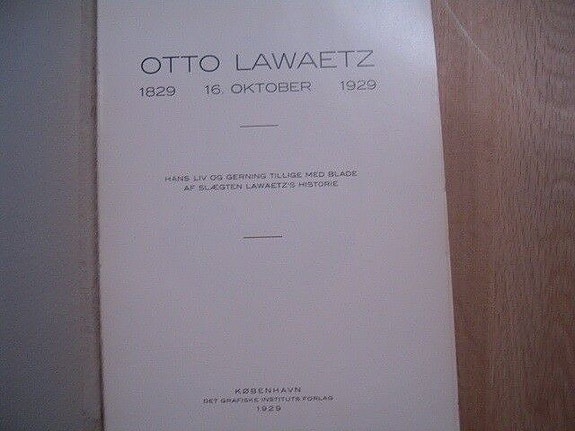 OTTO LAWAETZ
1829 16. OKTOBER 1929
HANS LIV OG GERNING TILLIGE MED BLADE
AF SLÆGTEN LAWAETZ'S HISTORIE
KØBENHAVN
DET GRAFISKE INSTITUTS FORLAG
1929